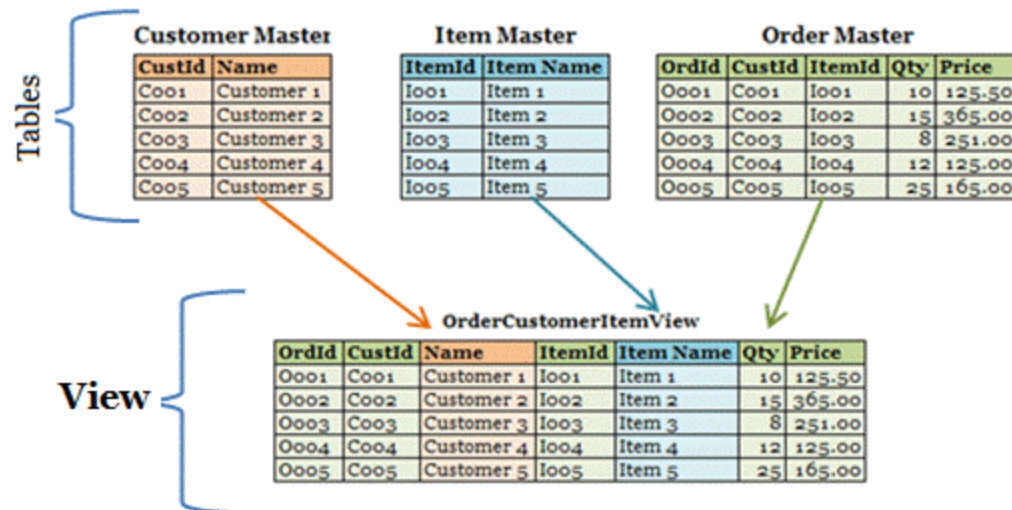 Tables
Customer Master
CustId Name
C001 Customer 1
C002 Customer 2
C003 Customer 3
C004 Customer 4
C005 Customer 5
Item Master
ItemId Item Name
I001 Item 1
I002 Item 2
I003 Item 3
I004 Item 4
I005 Item 5
Order Master
OrdId CustId ItemId Qty Price
O001 C001 I001 10 125.50
O002 C002 I002 15 365.00
O003 C003 I003 8 251.00
O004 C004 I004 12 125.00
O005 C005 I005 25 165.00
View
OrderCustomerItemView
OrdId CustId Name ItemId Item Name Qty Price
O001 C001 Customer 1 I001 Item 1 10 125.50
O002 C002 Customer 2 I002 Item 2 15 365.00
O003 C003 Customer 3 I003 Item 3 8 251.00
O004 C004 Customer 4 I004 Item 4 12 125.00
O005 C005 Customer 5 I005 Item 5 25 165.00